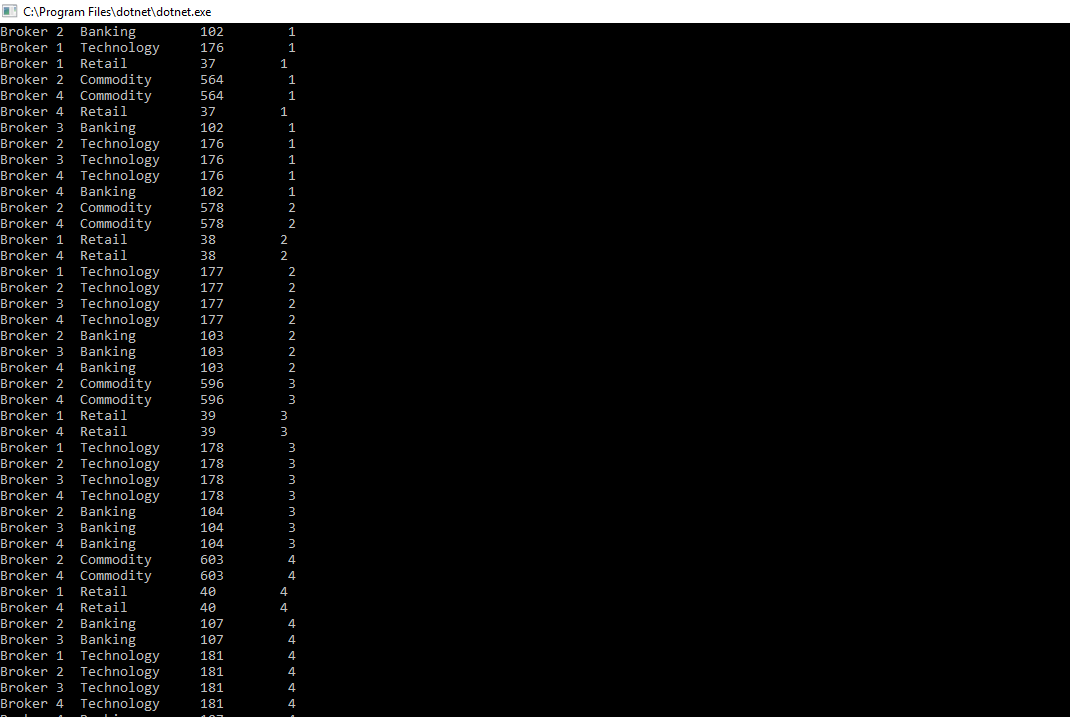 C:\Program Files\dotnet\dotnet.exe
Broker 2 Banking 102 1
Broker 1 Technology 176 1
Broker 1 Retail 37 1
Broker 2 Commodity 564 1
Broker 4 Commodity 564 1
Broker 4 Retail 37 1
Broker 3 Banking 102 1
Broker 2 Technology 176 1
Broker 3 Technology 176 1
Broker 4 Technology 176 1
Broker 4 Banking 102 1
Broker 2 Commodity 578 2
Broker 4 Commodity 578 2
Broker 1 Retail 38 2
Broker 4 Retail 38 2
Broker 1 Technology 177 2
Broker 2 Technology 177 2
Broker 3 Technology 177 2
Broker 4 Technology 177 2
Broker 2 Banking 103 2
Broker 3 Banking 103 2
Broker 4 Banking 103 2
Broker 2 Commodity 596 3
Broker 4 Commodity 596 3
Broker 1 Retail 39 3
Broker 4 Retail 39 3
Broker 1 Technology 178 3
Broker 2 Technology 178 3
Broker 3 Technology 178 3
Broker 4 Technology 178 3
Broker 2 Banking 104 3
Broker 3 Banking 104 3
Broker 4 Banking 104 3
Broker 2 Commodity 603 4
Broker 4 Commodity 603 4
Broker 1 Retail 40 4
Broker 4 Retail 40 4
Broker 2 Banking 107 4
Broker 3 Banking 107 4
Broker 1 Technology 181 4
Broker 2 Technology 181 4
Broker 3 Technology 181 4
Broker 4 Technology 181 4